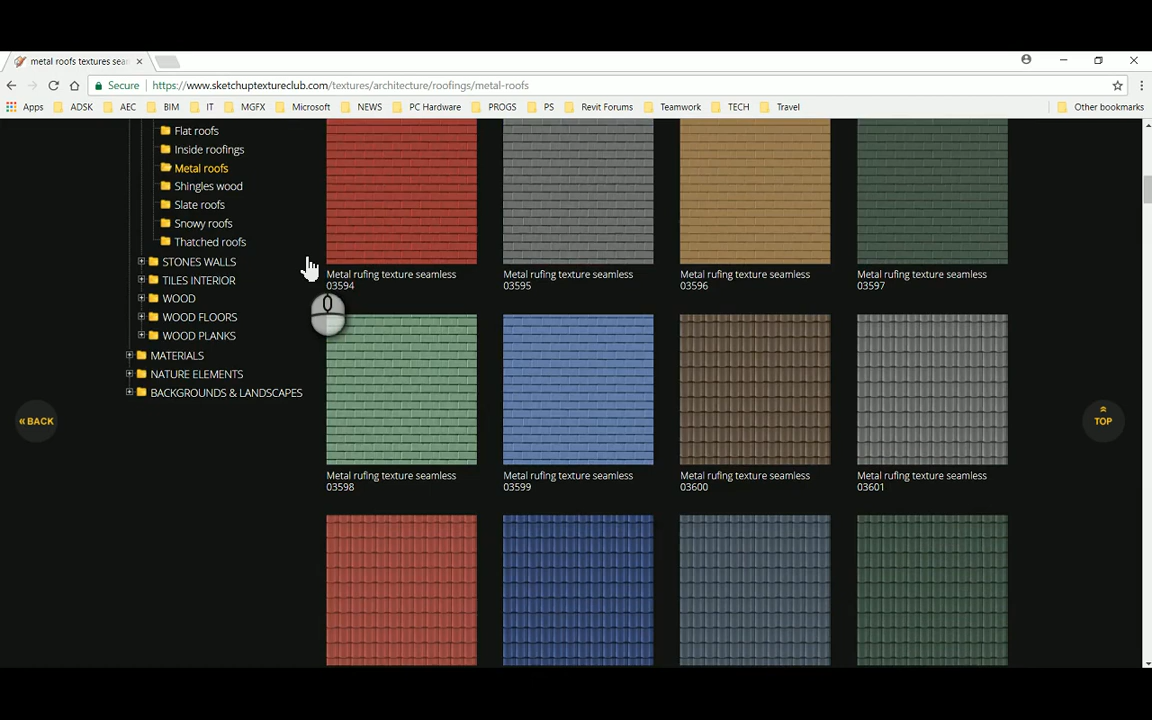 metal roofs textures sea
Secure
https://www.sketchuptextureclub.com/textures/architecture/roofings/metal-roofs
Apps
ADSK
AEC
BIM
IT
MGFX
Microsoft
NEWS
PC Hardware
PROGS
PS
Revit Forums
Teamwork
TECH
Travel
Other bookmarks
Flat roofs
Inside roofings
Metal roofs
Shingles wood
Slate roofs
Snowy roofs
Thatched roofs
STONES WALLS
TILES INTERIOR
WOOD
WOOD FLOORS
WOOD PLANKS
MATERIALS
NATURE ELEMENTS
BACKGROUNDS & LANDSCAPES
« BACK
TOP
Metal rufing texture seamless
03594
Metal rufing texture seamless
03595
Metal rufing texture seamless
03596
Metal rufing texture seamless
03597
Metal rufing texture seamless
03598
Metal rufing texture seamless
03599
Metal rufing texture seamless
03600
Metal rufing texture seamless
03601